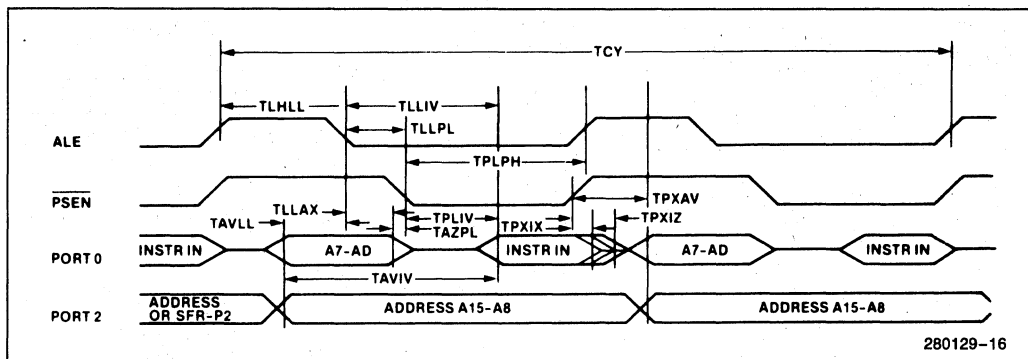 TCY
TLHLL
TLLIV
ALE
TLLPL
TPLPH
PSEN
TPXAV
TLLAX
TPLIV
TPXIZ
TAVLL
TAZPL
TPXIX
PORT 0
INSTR IN
A7-AD
INSTR IN
A7-AD
INSTR IN
TAVIV
PORT 2
ADDRESS
OR SFR-P2
ADDRESS A15-A8
ADDRESS A15-A8
280129-16